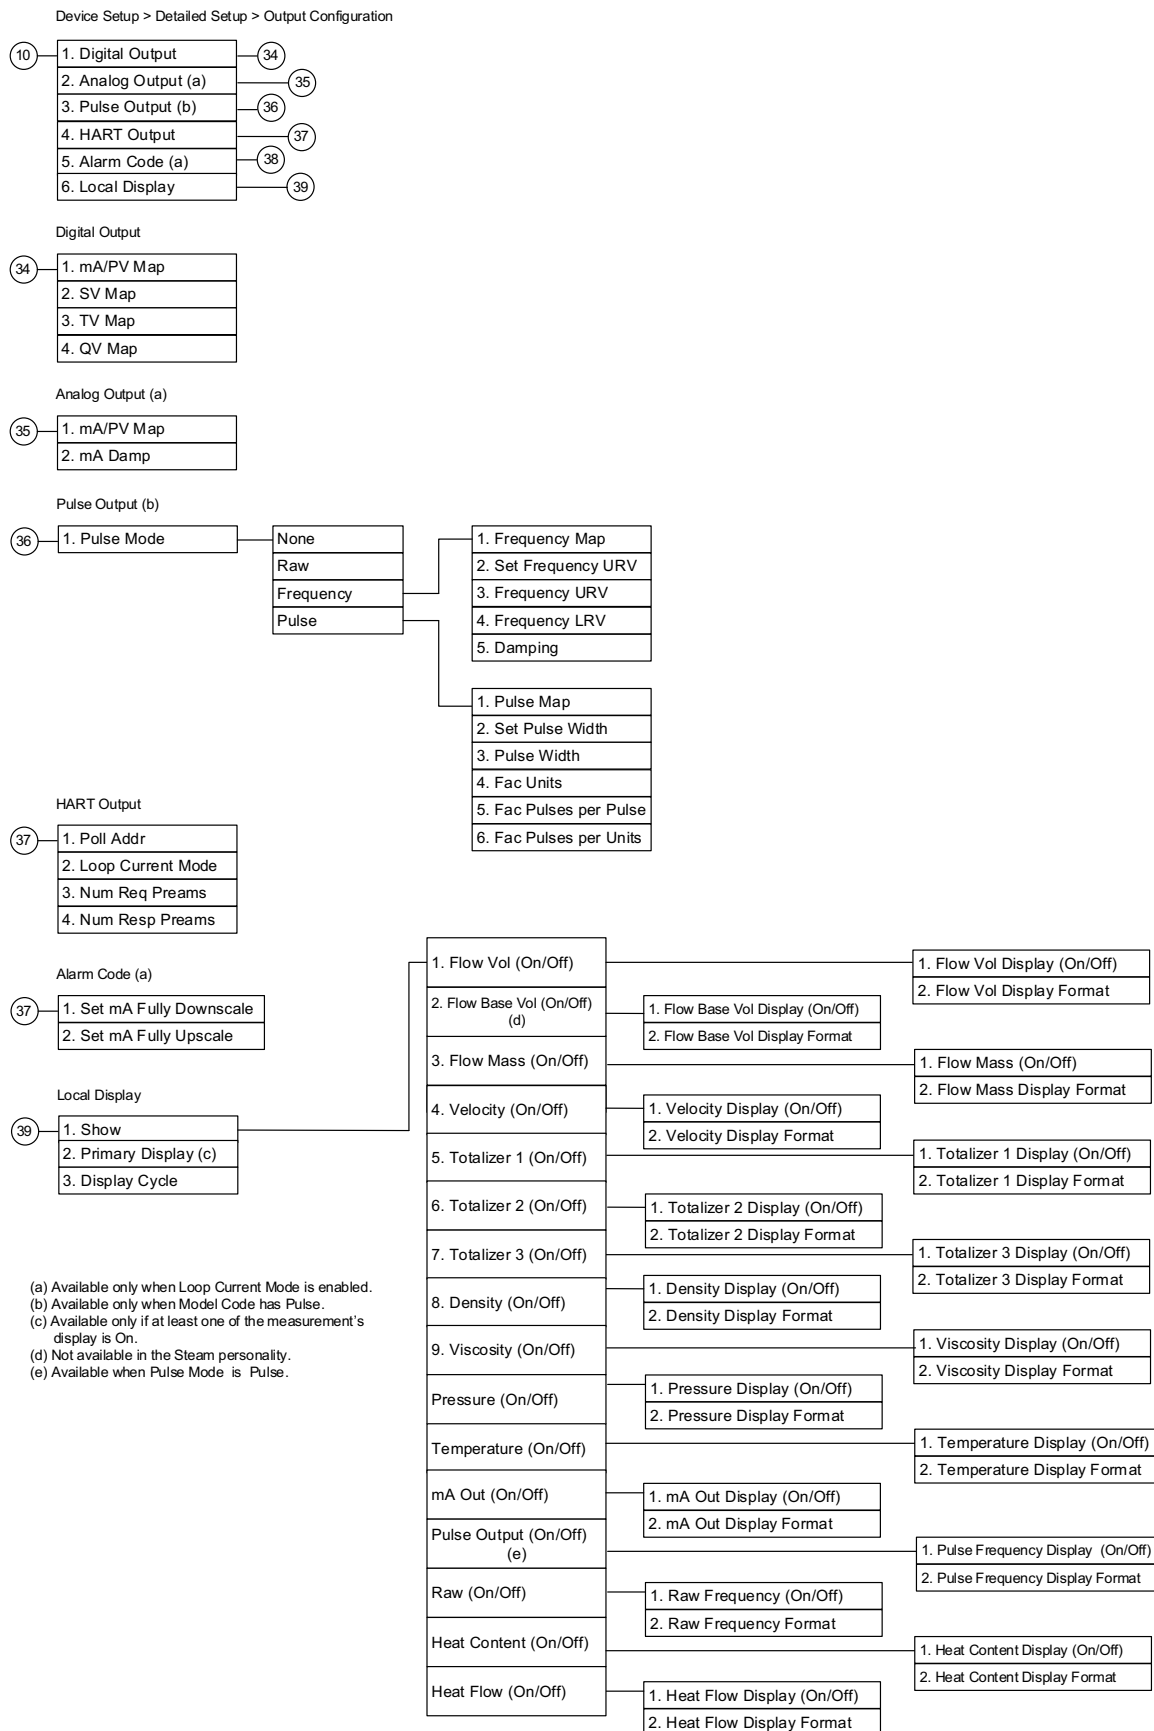 Device Setup > Detailed Setup > Output Configuration
10
1. Digital Output
34
2. Analog Output (a)
35
3. Pulse Output (b)
36
4. HART Output
37
5. Alarm Code (a)
38
6. Local Display
39
Digital Output
34
1. mA/PV Map
2. SV Map
3. TV Map
4. QV Map
Analog Output (a)
35
1. mA/PV Map
2. mA Damp
Pulse Output (b)
36
1. Pulse Mode
None
Raw
Frequency
Pulse
1. Frequency Map
2. Set Frequency URV
3. Frequency URV
4. Frequency LRV
5. Damping
1. Pulse Map
2. Set Pulse Width
3. Pulse Width
4. Fac Units
5. Fac Pulses per Pulse
6. Fac Pulses per Units
HART Output
37
1. Poll Addr
2. Loop Current Mode
3. Num Req Preams
4. Num Resp Preams
Alarm Code (a)
37
1. Set mA Fully Downscale
2. Set mA Fully Upscale
Local Display
39
1. Show
2. Primary Display (c)
3. Display Cycle
1. Flow Vol (On/Off)
1. Flow Vol Display (On/Off)
2. Flow Vol Display Format
2. Flow Base Vol (On/Off)
(d)
1. Flow Base Vol Display (On/Off)
2. Flow Base Vol Display Format
3. Flow Mass (On/Off)
1. Flow Mass (On/Off)
2. Flow Mass Display Format
4. Velocity (On/Off)
1. Velocity Display (On/Off)
2. Velocity Display Format
5. Totalizer 1 (On/Off)
1. Totalizer 1 Display (On/Off)
2. Totalizer 1 Display Format
6. Totalizer 2 (On/Off)
1. Totalizer 2 Display (On/Off)
2. Totalizer 2 Display Format
7. Totalizer 3 (On/Off)
1. Totalizer 3 Display (On/Off)
2. Totalizer 3 Display Format
8. Density (On/Off)
1. Density Display (On/Off)
2. Density Display Format
9. Viscosity (On/Off)
1. Viscosity Display (On/Off)
2. Viscosity Display Format
Pressure (On/Off)
1. Pressure Display (On/Off)
2. Pressure Display Format
Temperature (On/Off)
1. Temperature Display (On/Off)
2. Temperature Display Format
mA Out (On/Off)
1. mA Out Display (On/Off)
2. mA Out Display Format
Pulse Output (On/Off)
(e)
1. Pulse Frequency Display (On/Off)
2. Pulse Frequency Display Format
Raw (On/Off)
1. Raw Frequency (On/Off)
2. Raw Frequency Format
Heat Content (On/Off)
1. Heat Content Display (On/Off)
2. Heat Content Display Format
Heat Flow (On/Off)
1. Heat Flow Display (On/Off)
2. Heat Flow Display Format
(a) Available only when Loop Current Mode is enabled.
(b) Available only when Model Code has Pulse.
(c) Available only if at least one of the measurement's
display is On.
(d) Not available in the Steam personality.
(e) Available when Pulse Mode is Pulse.